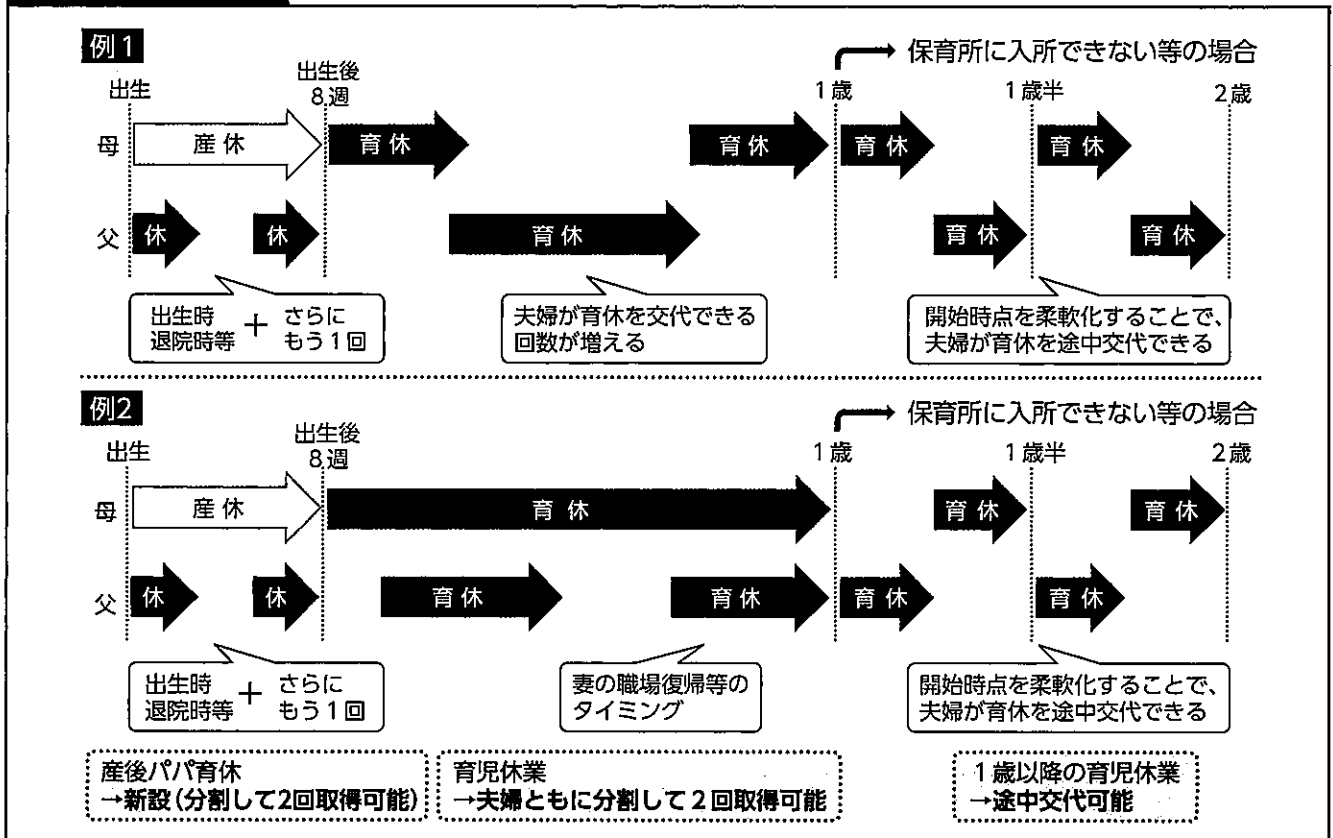 例1
保育所に入所できない等の場合
出生
出生後
8週
1歳
1歳半
2歳
母
産休
育休
育休
育休
育休
父
休
休
育休
育休
育休
出生時
退院時等
＋
さらに
もう1回
夫婦が育休を交代できる
回数が増える
開始時点を柔軟化することで、
夫婦が育休を途中交代できる
例2
保育所に入所できない等の場合
出生
出生後
8週
1歳
1歳半
2歳
母
産休
育休
育休
育休
父
休
休
育休
育休
育休
育休
出生時
退院時等
＋
さらに
もう1回
妻の職場復帰等の
タイミング
開始時点を柔軟化することで、
夫婦が育休を途中交代できる
産後パパ育休
→新設(分割して2回取得可能)
育児休業
→夫婦ともに分割して2回取得可能
1歳以降の育児休業
→途中交代可能